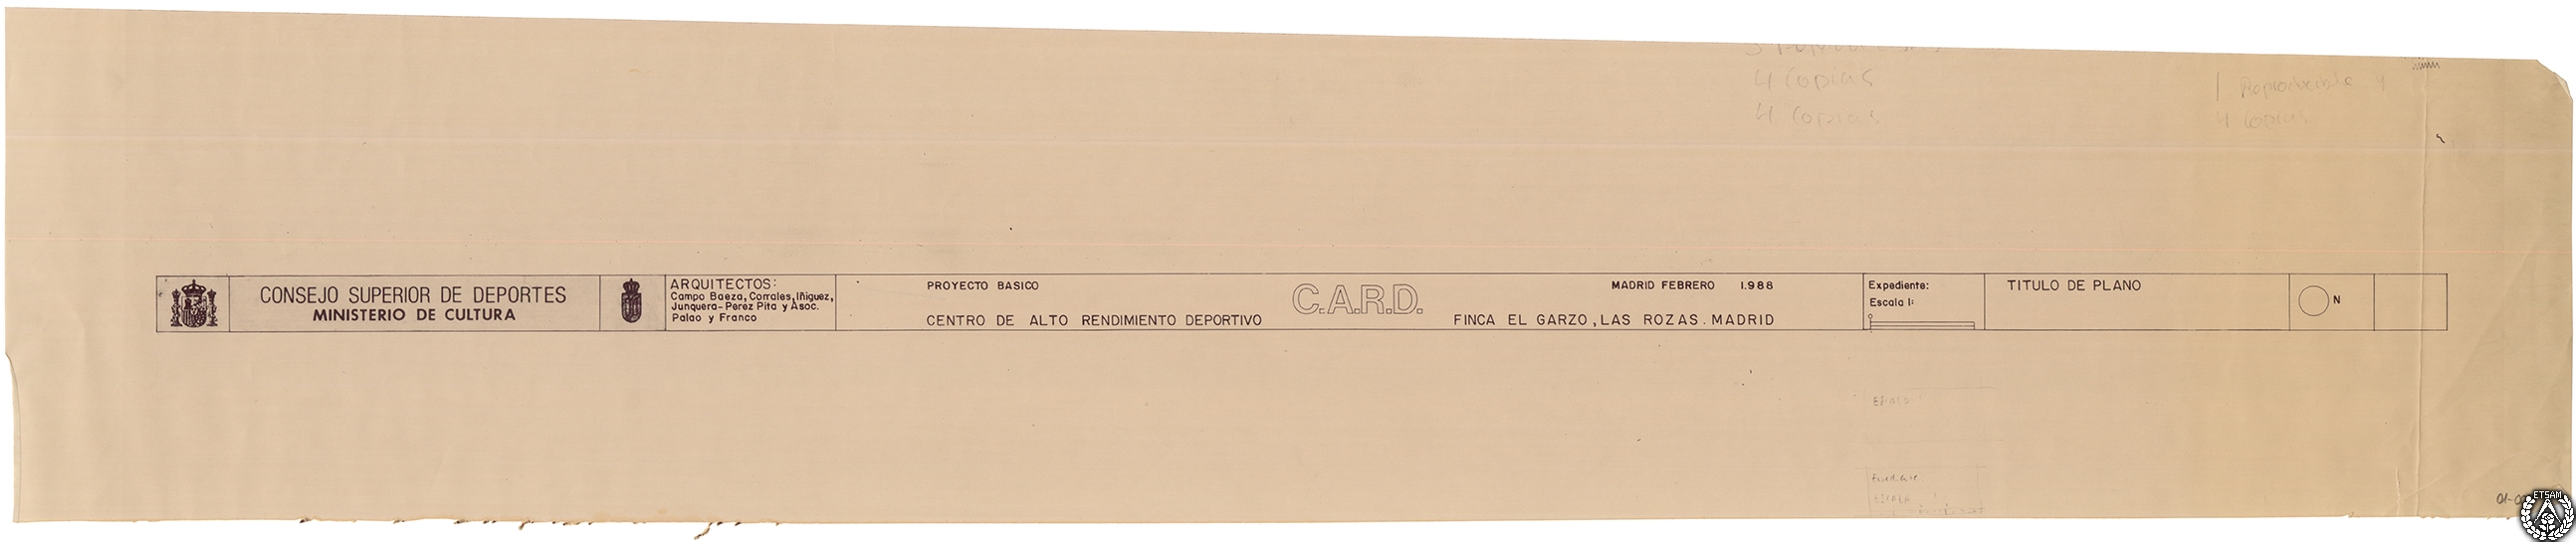 4 Copias
4 Copias
1 Reproducible y
4 Copias
CONSEJO SUPERIOR DE DEPORTES
MINISTERIO DE CULTURA
ARQUITECTOS:
Campo Baeza, Corrales, Iñiguez,
Junquera-Perez Pita y Asoc.
Palao y Franco
PROYECTO BASICO
CENTRO DE ALTO RENDIMIENTO DEPORTIVO
C.A.R.D.
MADRID FEBRERO 1.988
FINCA EL GARZO, LAS ROZAS. MADRID
Expediente:
Escala 1:
TITULO DE PLANO
N
ESCALA
ETSAM